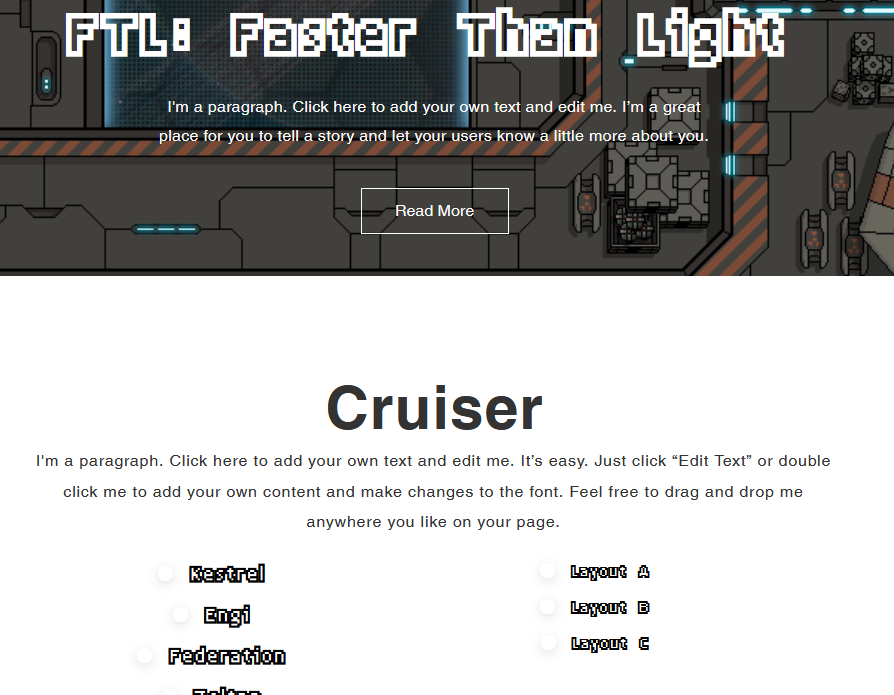 FTL: Faster Than Light
I'm a paragraph. Click here to add your own text and edit me. I’m a great
place for you to tell a story and let your users know a little more about you.
Read More
Cruiser
I'm a paragraph. Click here to add your own text and edit me. It’s easy. Just click “Edit Text” or double
click me to add your own content and make changes to the font. Feel free to drag and drop me
anywhere you like on your page.
Kestrel
Layout A
Engi
Layout B
Federation
Layout C